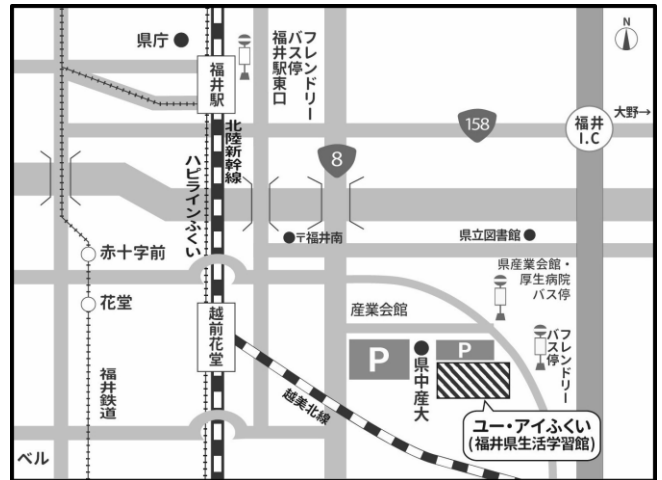 県庁
福井駅
フレンドリー
バス停
福井駅東口
N
158
福井
I.C
大野→
8
北陸新幹線
ハピラインふくい
〒福井南
県立図書館
赤十字前
県産業会館・
厚生病院
バス停
花堂
越前花堂
産業会館
P
P
県中産大
フレンドリー
バス停
福井鉄道
越美北線
ユー・アイふくい
(福井県生活学習館)
ベル